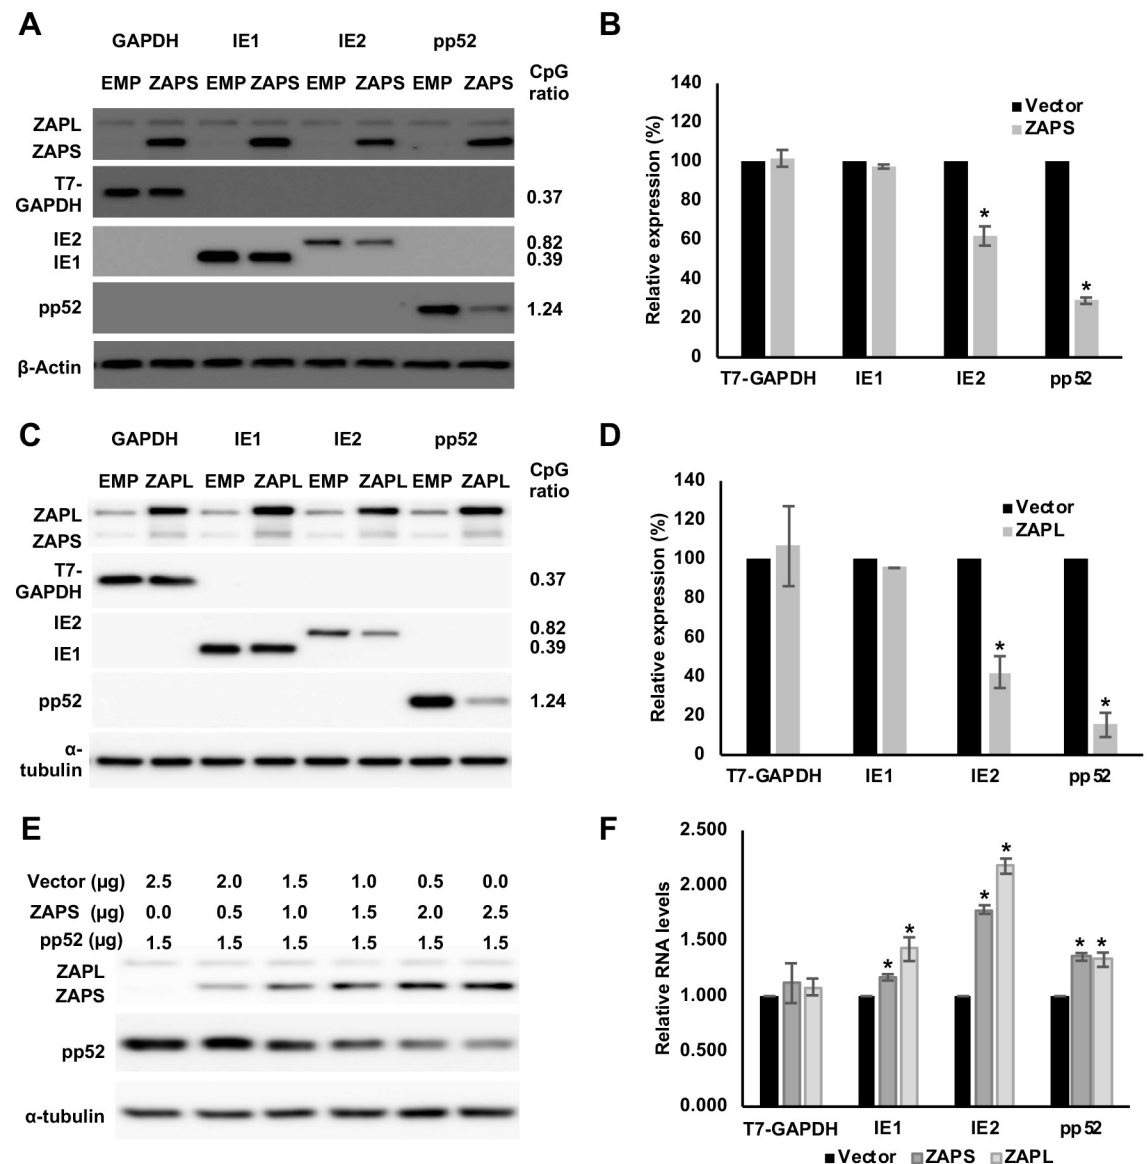 A
GAPDH IE1 IE2 pp52
EMP ZAPS EMP ZAPS EMP ZAPS EMP ZAPS
CpG
ratio
ZAPL
ZAPS
T7-
GAPDH
0.37
IE2
0.82
IE1
0.39
pp52
1.24
β-Actin
B
Relative expression (%)
140
120
100
80
60
40
20
0
Vector
ZAPS
*
*
T7-GAPDH IE1 IE2 pp52
C
GAPDH IE1 IE2 pp52
EMP ZAPL EMP ZAPL EMP ZAPL EMP ZAPL
CpG
ratio
ZAPL
ZAPS
T7-
GAPDH
0.37
IE2
0.82
IE1
0.39
pp52
1.24
α-
tubulin
D
Relative expression (%)
140
120
100
80
60
40
20
0
Vector
ZAPL
*
*
T7-GAPDH IE1 IE2 pp52
E
Vector (µg) 2.5 2.0 1.5 1.0 0.5 0.0
ZAPS (µg) 0.0 0.5 1.0 1.5 2.0 2.5
pp52 (µg) 1.5 1.5 1.5 1.5 1.5 1.5
ZAPL
ZAPS
pp52
α-tubulin
F
Relative RNA levels
2.500
2.000
1.500
1.000
0.500
0.000
* * * * * *
T7-GAPDH IE1 IE2 pp52
Vector ZAPS ZAPL